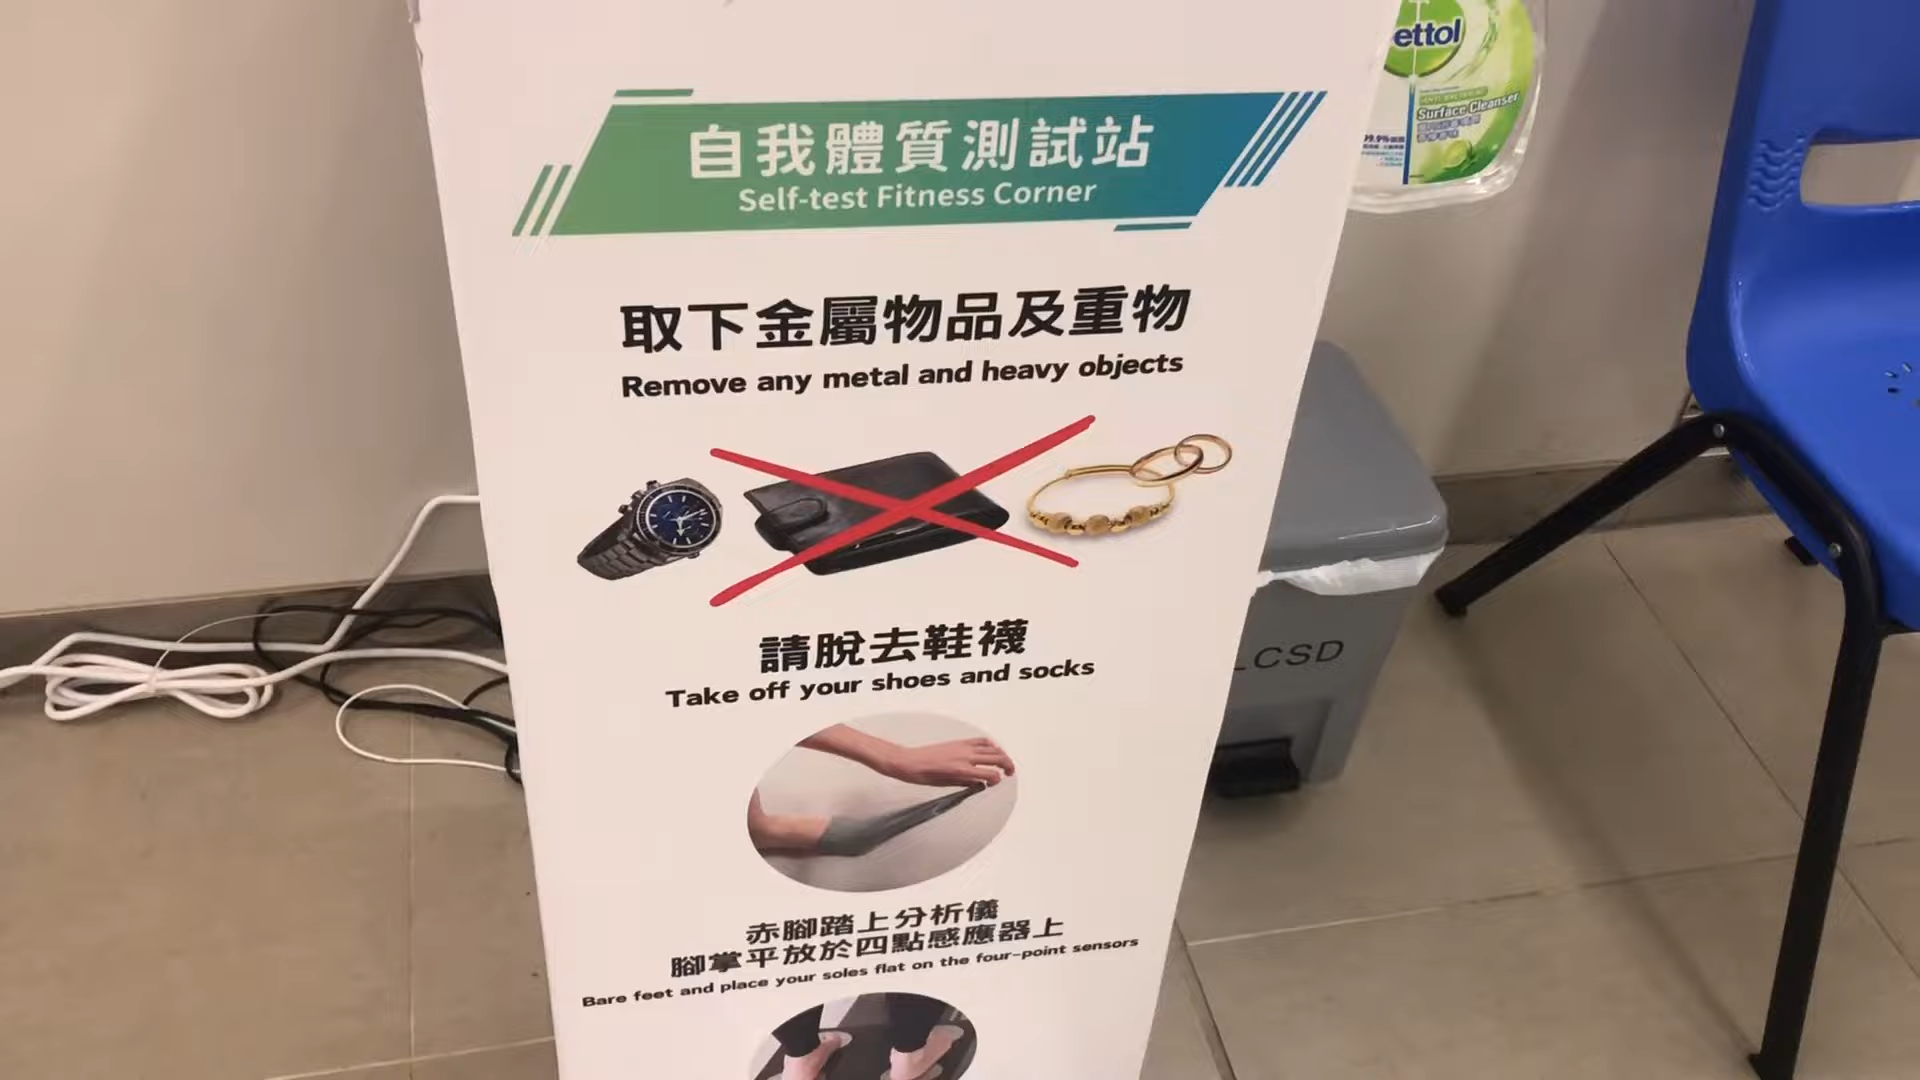 自我體質測試站
Self-test Fitness Corner
取下金屬物品及重物
Remove any metal and heavy objects
請脫去鞋襪
Take off your shoes and socks
赤腳踏上分析儀
腳掌平放於四點感應器上
Bare feet and place your soles flat on the four-point sensors
ettol
Surface Cleanser
99.9%
LCSD